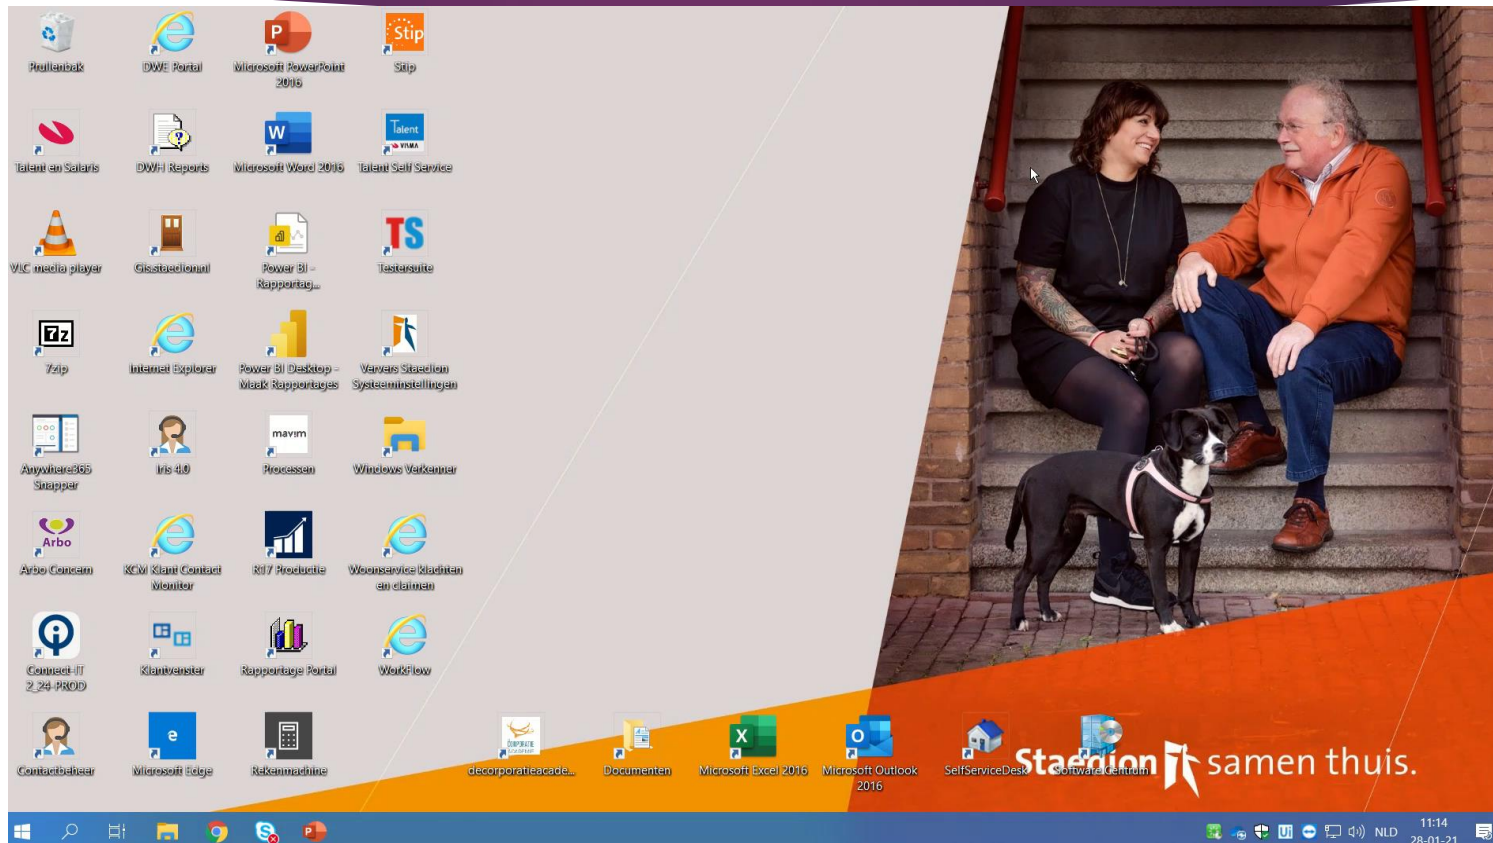 Stip
Prullenbak
DWE Portal
Microsoft PowerPoint
2016
Stip
Talent
VISMA
Talent en Salaris
DWH Reports
Microsoft Word 2016
Talent Self Service
TS
VLC media player
Gis.staedion.nl
Power BI -
Rapportag...
Testersuite
7z
7zip
Internet Explorer
Power BI Desktop -
Maak Rapportages
Ververs Staedion
Systeeminstellingen
mavim
Anywhere365
Snapper
Iris 4.0
Processen
Windows Verkenner
Arbo
Arbo Concern
KCM Klant Contact
Monitor
R17 Productie
Woonservice klachten
en claimen
Connect-IT
2_24-PROD
Klantvenster
Rapportage Portal
WorkFlow
Contactbeheer
Microsoft Edge
Rekenmachine
decorporatieacade...
Documenten
Microsoft Excel 2016
Microsoft Outlook
2016
SelfServiceDesk
Software Centrum
Staedion samen thuis.
NLD
11:14
28-01-21